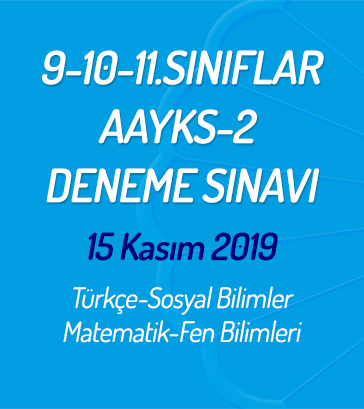 9-10-11.SINIFLAR
AAYKS-2
DENEME SINAVI
15 Kasım 2019
Türkçe-Sosyal Bilimler
Matematik-Fen Bilimleri